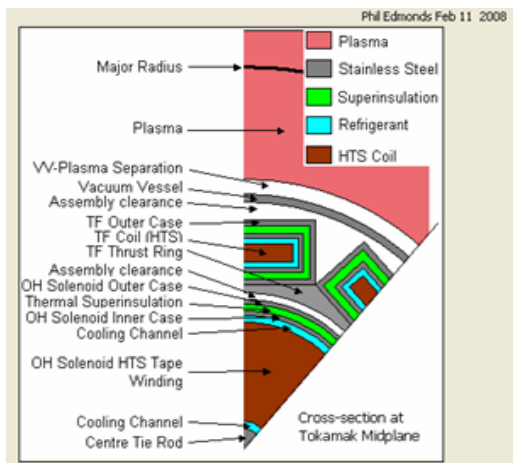 Phil Edmonds Feb 11 2008
Plasma
Major Radius
Stainless Steel
Superinsulation
Plasma
Refrigerant
HTS Coil
VV-Plasma Separation
Vacuum Vessel
Assembly clearance
TF Outer Case
TF Coil (HTS)
TF Thrust Ring
Assembly clearance
OH Solenoid Outer Case
Thermal Superinsulation
OH Solenoid Inner Case
Cooling Channel
OH Solenoid HTS Tape
Winding
Cooling Channel
Centre Tie Rod
Cross-section at
Tokamak Midplane